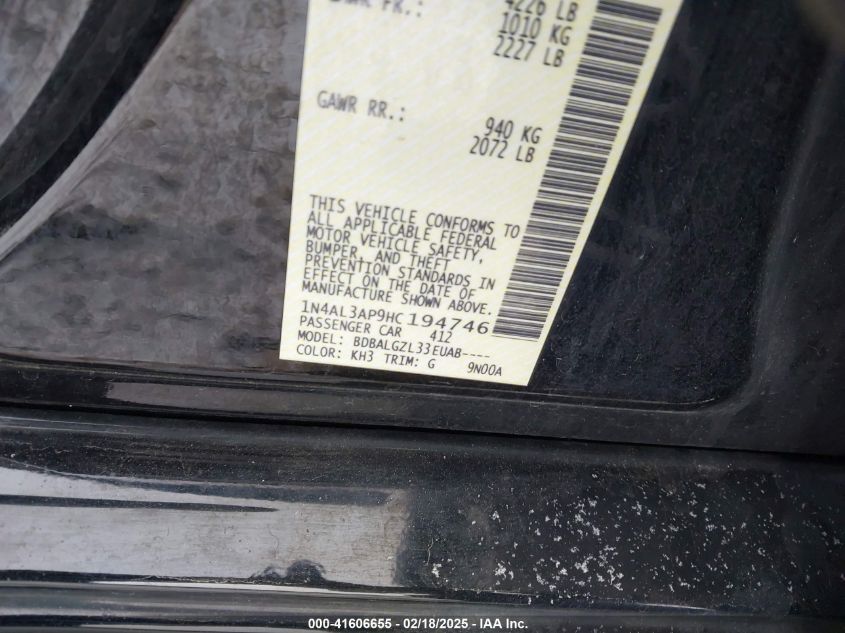 4226 LB
GAWR FR.: 1010 KG
2227 LB
GAWR RR.: 940 KG
2072 LB
THIS VEHICLE CONFORMS TO
ALL APPLICABLE FEDERAL
MOTOR VEHICLE SAFETY,
BUMPER, AND THEFT
PREVENTION STANDARDS IN
EFFECT ON THE DATE OF
MANUFACTURE SHOWN ABOVE.
1N4AL3AP9HC194746
PASSENGER CAR 412
MODEL: BDBALGZL33EUAB----
COLOR: KH3 TRIM: G 9N00A
000-41606655 - 02/18/2025 - IAA Inc.